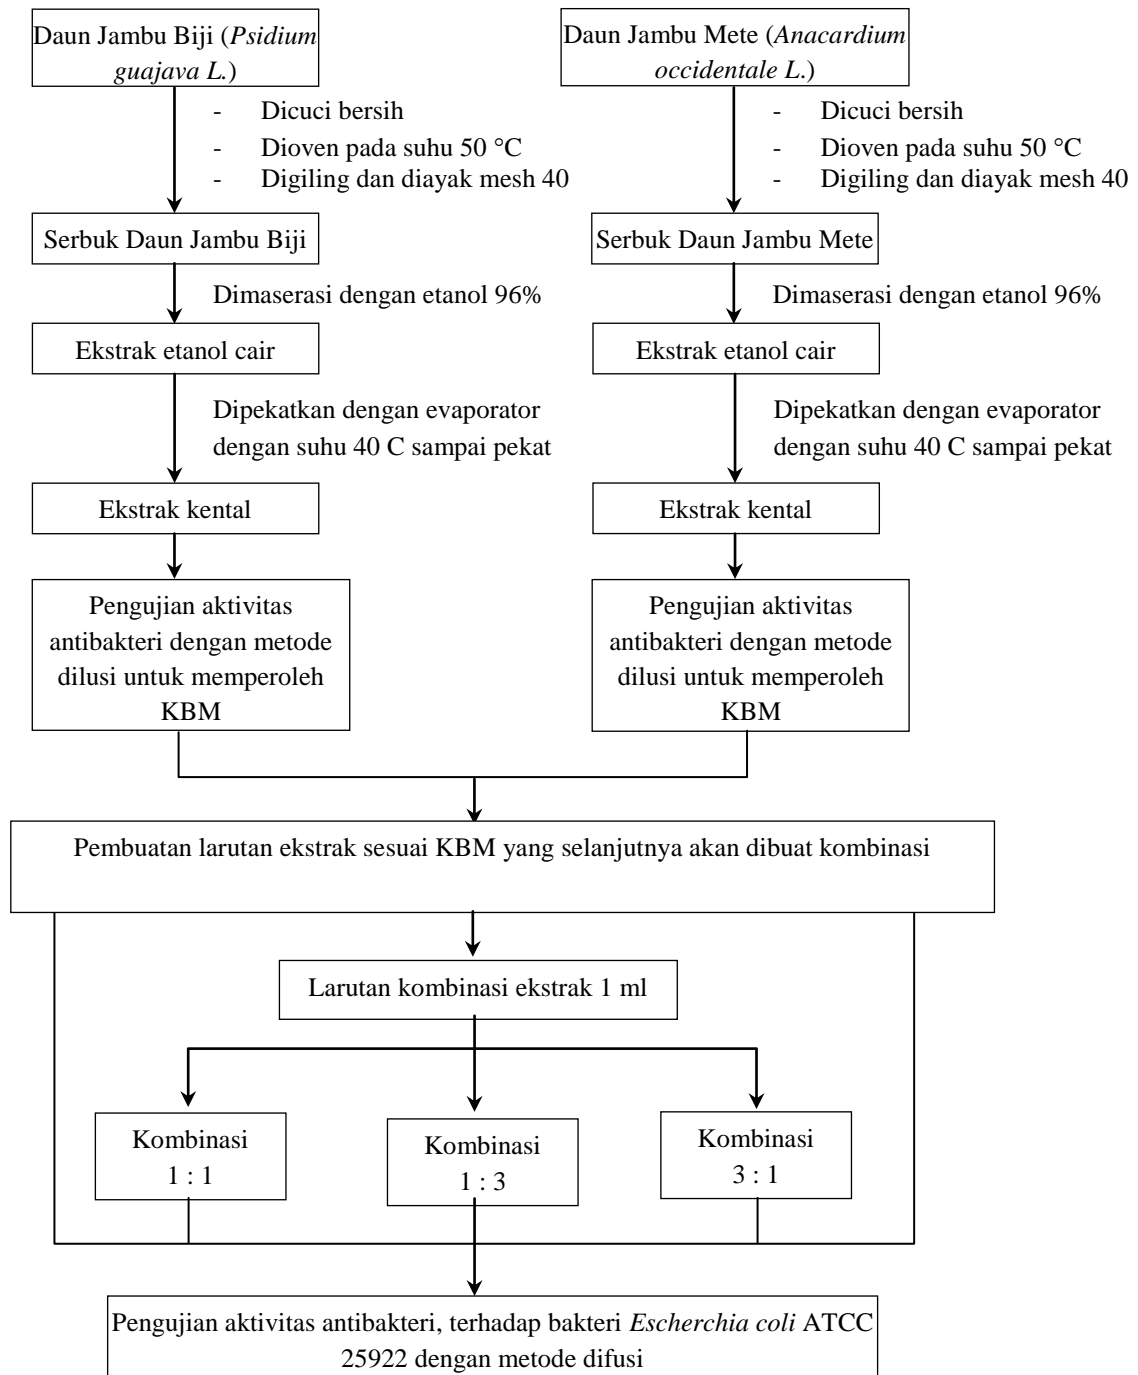 Daun Jambu Biji (Psidium
guajava L.)
- Dicuci bersih
- Dioven pada suhu 50 °C
- Digiling dan diayak mesh 40
Serbuk Daun Jambu Biji
Dimaserasi dengan etanol 96%
Ekstrak etanol cair
Dipekatkan dengan evaporator
dengan suhu 40 C sampai pekat
Ekstrak kental
Pengujian aktivitas
antibakteri dengan metode
dilusi untuk memperoleh
KBM
Daun Jambu Mete (Anacardium
occidentale L.)
- Dicuci bersih
- Dioven pada suhu 50 °C
- Digiling dan diayak mesh 40
Serbuk Daun Jambu Mete
Dimaserasi dengan etanol 96%
Ekstrak etanol cair
Dipekatkan dengan evaporator
dengan suhu 40 C sampai pekat
Ekstrak kental
Pengujian aktivitas
antibakteri dengan metode
dilusi untuk memperoleh
KBM
Pembuatan larutan ekstrak sesuai KBM yang selanjutnya akan dibuat kombinasi
Larutan kombinasi ekstrak 1 ml
Kombinasi
1 : 1
Kombinasi
1 : 3
Kombinasi
3 : 1
Pengujian aktivitas antibakteri, terhadap bakteri Escherchia coli ATCC
25922 dengan metode difusi